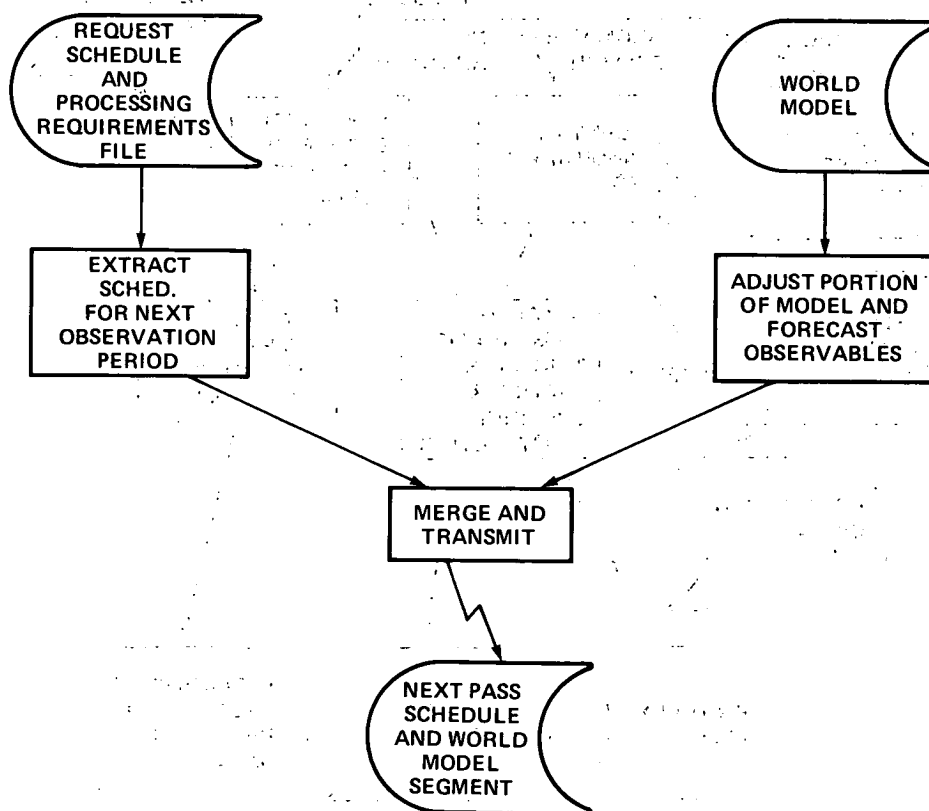 REQUEST
SCHEDULE
AND
PROCESSING
REQUIREMENTS
FILE
WORLD
MODEL
EXTRACT
SCHED.
FOR NEXT
OBSERVATION
PERIOD
ADJUST PORTION
OF MODEL AND
FORECAST
OBSERVABLES
MERGE AND
TRANSMIT
NEXT PASS
SCHEDULE
AND WORLD
MODEL
SEGMENT